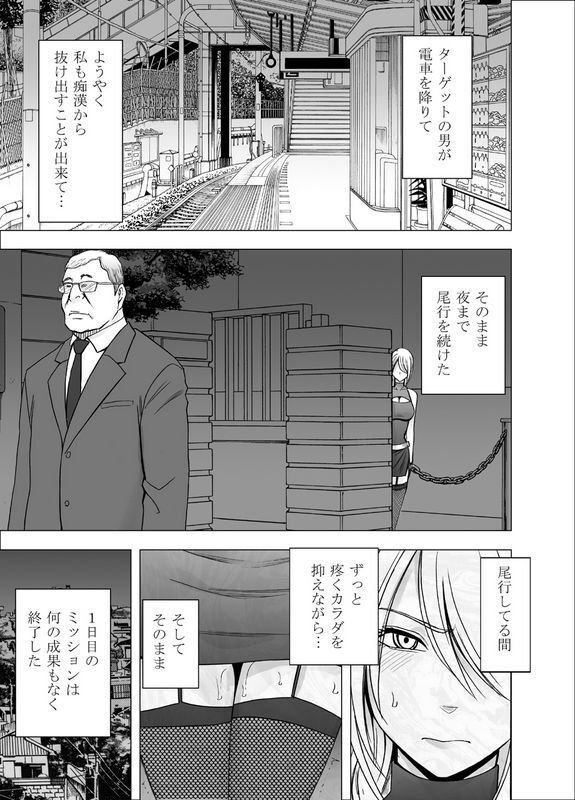 ターゲットの男が
電車を降りて
ようやく
私も痴漢から
抜け出すことが出来て…
そのまま
夜まで
尾行を続けた
尾行してる間
ずっと
疼くカラダを
抑えながら…
そして
そのまま
1日目の
ミッションは
何の成果もなく
終了した